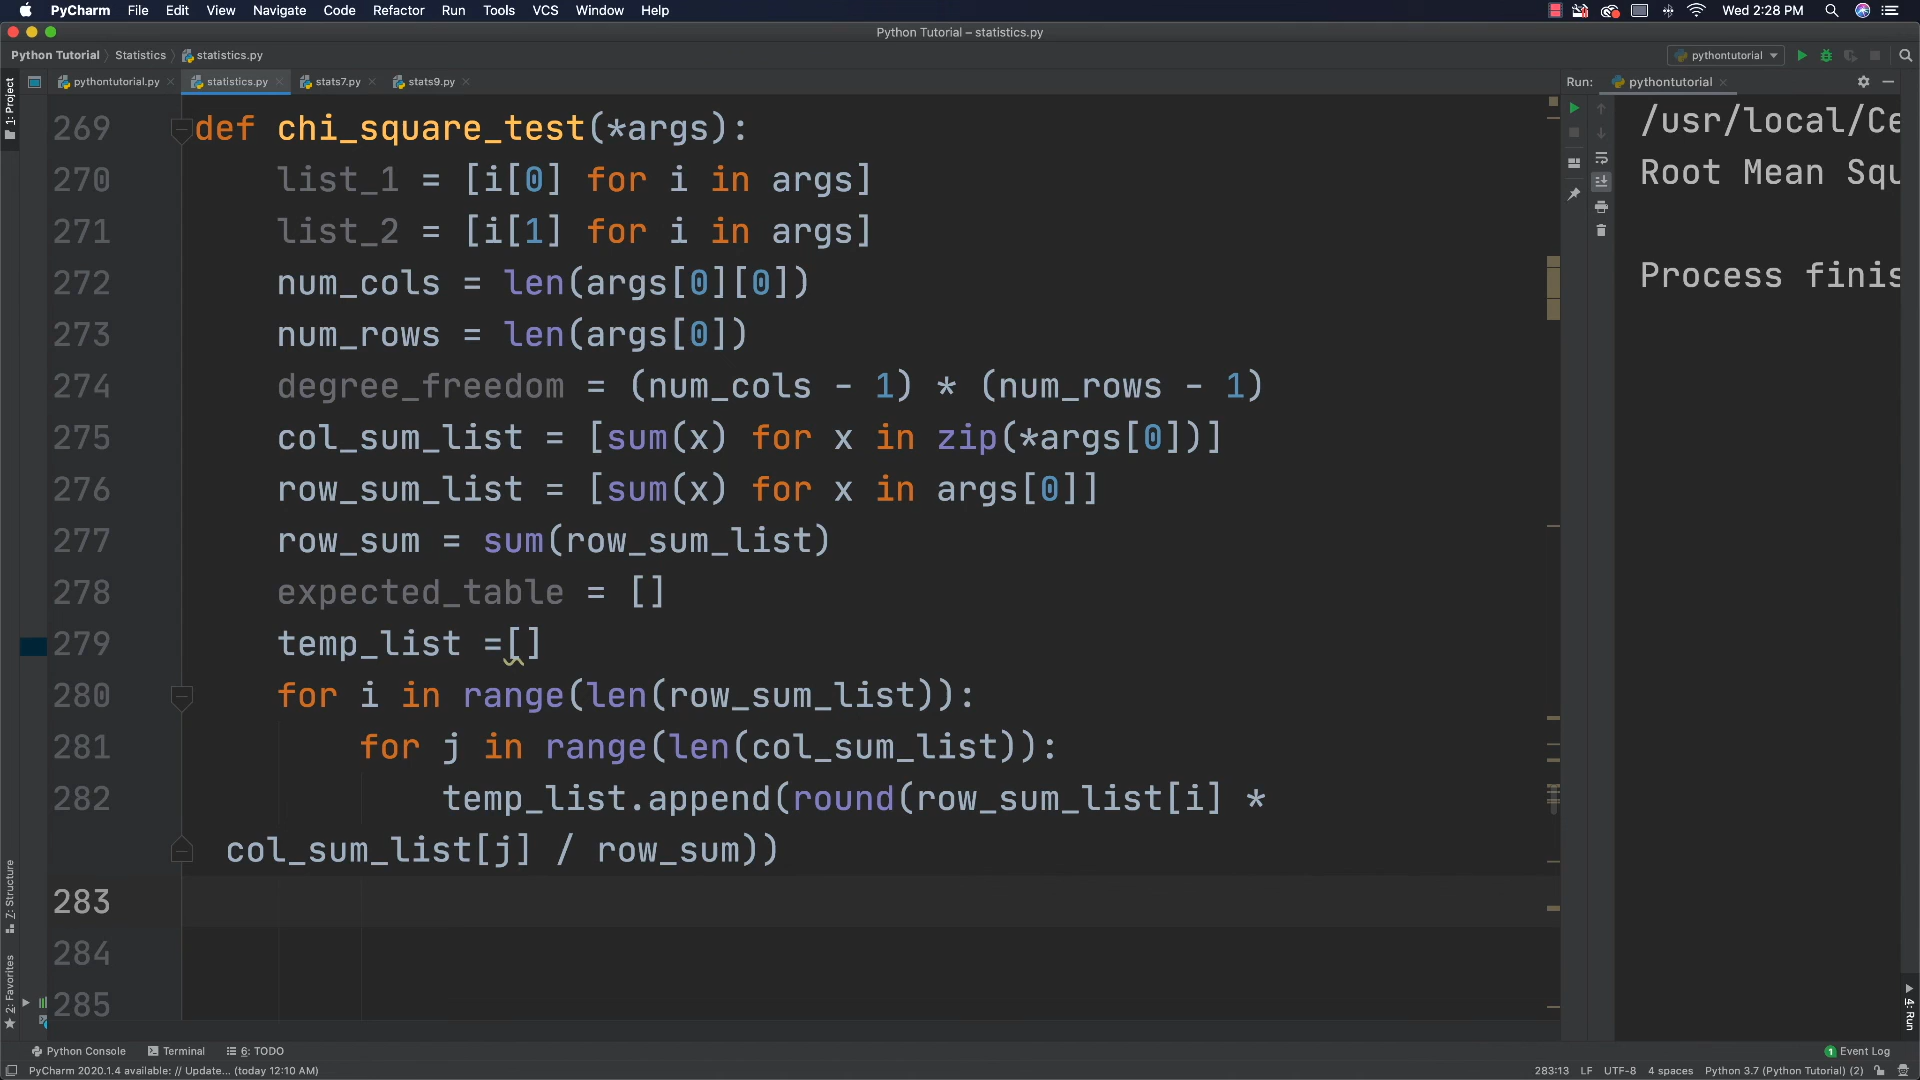 PyCharm File Edit View Navigate Code Refactor Run Tools VCS Window Help Wed 2:28 PM
Python Tutorial – statistics.py
Python Tutorial Statistics statistics.py pythontutorial
1: Project pythontutorial.py statistics.py stats7.py stats9.py Run: pythontutorial
269 def chi_square_test(*args):
270 list_1 = [i[0] for i in args]
271 list_2 = [i[1] for i in args]
272 num_cols = len(args[0][0])
273 num_rows = len(args[0])
274 degree_freedom = (num_cols - 1) * (num_rows - 1)
275 col_sum_list = [sum(x) for x in zip(*args[0])]
276 row_sum_list = [sum(x) for x in args[0]]
277 row_sum = sum(row_sum_list)
278 expected_table = []
279 temp_list =[]
280 for i in range(len(row_sum_list)):
281 for j in range(len(col_sum_list)):
282 temp_list.append(round(row_sum_list[i] *
col_sum_list[j] / row_sum))
283
284
285
/usr/local/Ce
Root Mean Squ
Process finis
Z: Structure
2: Favorites
4: Run
Python Console Terminal 6: TODO 1 Event Log
PyCharm 2020.1.4 available: // Update... (today 12:10 AM) 283:13 LF UTF-8 4 spaces Python 3.7 (Python Tutorial) (2)